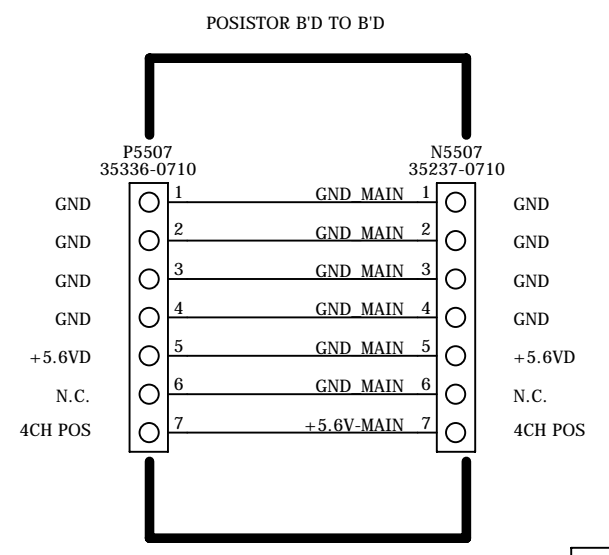 POSISTOR B'D TO B'D
P5507 N5507
35336-0710 35237-0710
GND 1 GND_MAIN 1 GND
GND 2 GND_MAIN 2 GND
GND 3 GND_MAIN 3 GND
GND 4 GND_MAIN 4 GND
+5.6VD 5 GND_MAIN 5 +5.6VD
N.C. 6 GND_MAIN 6 N.C.
4CH POS 7 +5.6V-MAIN 7 4CH POS